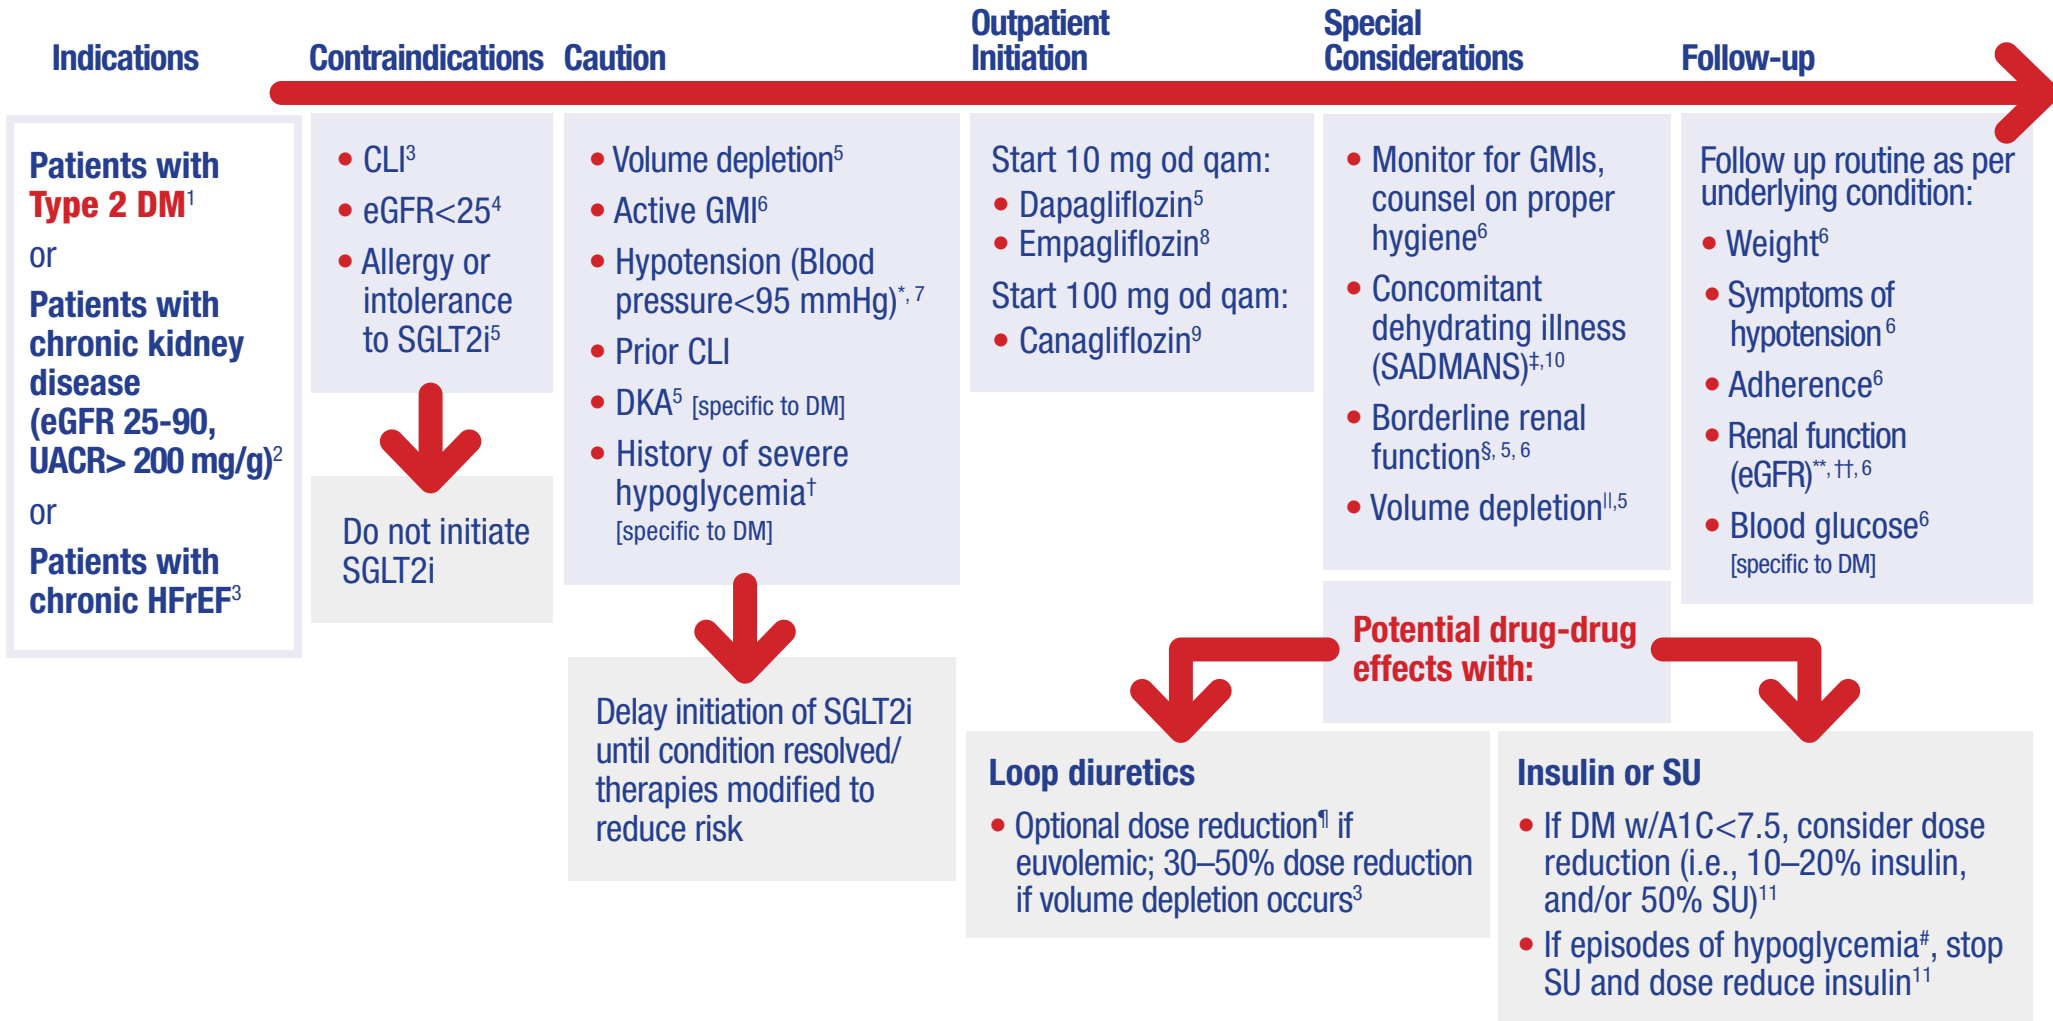 Indications
Contraindications
Caution
Outpatient
Initiation
Special
Considerations
Follow-up
Patients with
Type 2 DM¹
or
Patients with
chronic kidney
disease
(eGFR 25-90,
UACR> 200 mg/g)²
or
Patients with
chronic HFrEF³
• CLI³
• eGFR<25⁴
• Allergy or
intolerance
to SGLT2i⁵
Do not initiate
SGLT2i
• Volume depletion⁵
• Active GMI⁶
• Hypotension (Blood
pressure<95 mmHg)*, ⁷
• Prior CLI
• DKA⁵ [specific to DM]
• History of severe
hypoglycemia†
[specific to DM]
Delay initiation of SGLT2i
until condition resolved/
therapies modified to
reduce risk
Start 10 mg od qam:
• Dapagliflozin⁵
• Empagliflozin⁸
Start 100 mg od qam:
• Canagliflozin⁹
• Monitor for GMIs,
counsel on proper
hygiene⁶
• Concomitant
dehydrating illness
(SADMANS)‡,¹⁰
• Borderline renal
function§, ⁵, ⁶
• Volume depletion||,⁵
Potential drug-drug
effects with:
Loop diuretics
• Optional dose reduction¶ if
euvolemic; 30–50% dose reduction
if volume depletion occurs³
Insulin or SU
• If DM w/A1C<7.5, consider dose
reduction (i.e., 10–20% insulin,
and/or 50% SU)¹¹
• If episodes of hypoglycemia#, stop
SU and dose reduce insulin¹¹
Follow up routine as per
underlying condition:
• Weight⁶
• Symptoms of
hypotension ⁶
• Adherence⁶
• Renal function
(eGFR)**, ††, ⁶
• Blood glucose⁶
[specific to DM]